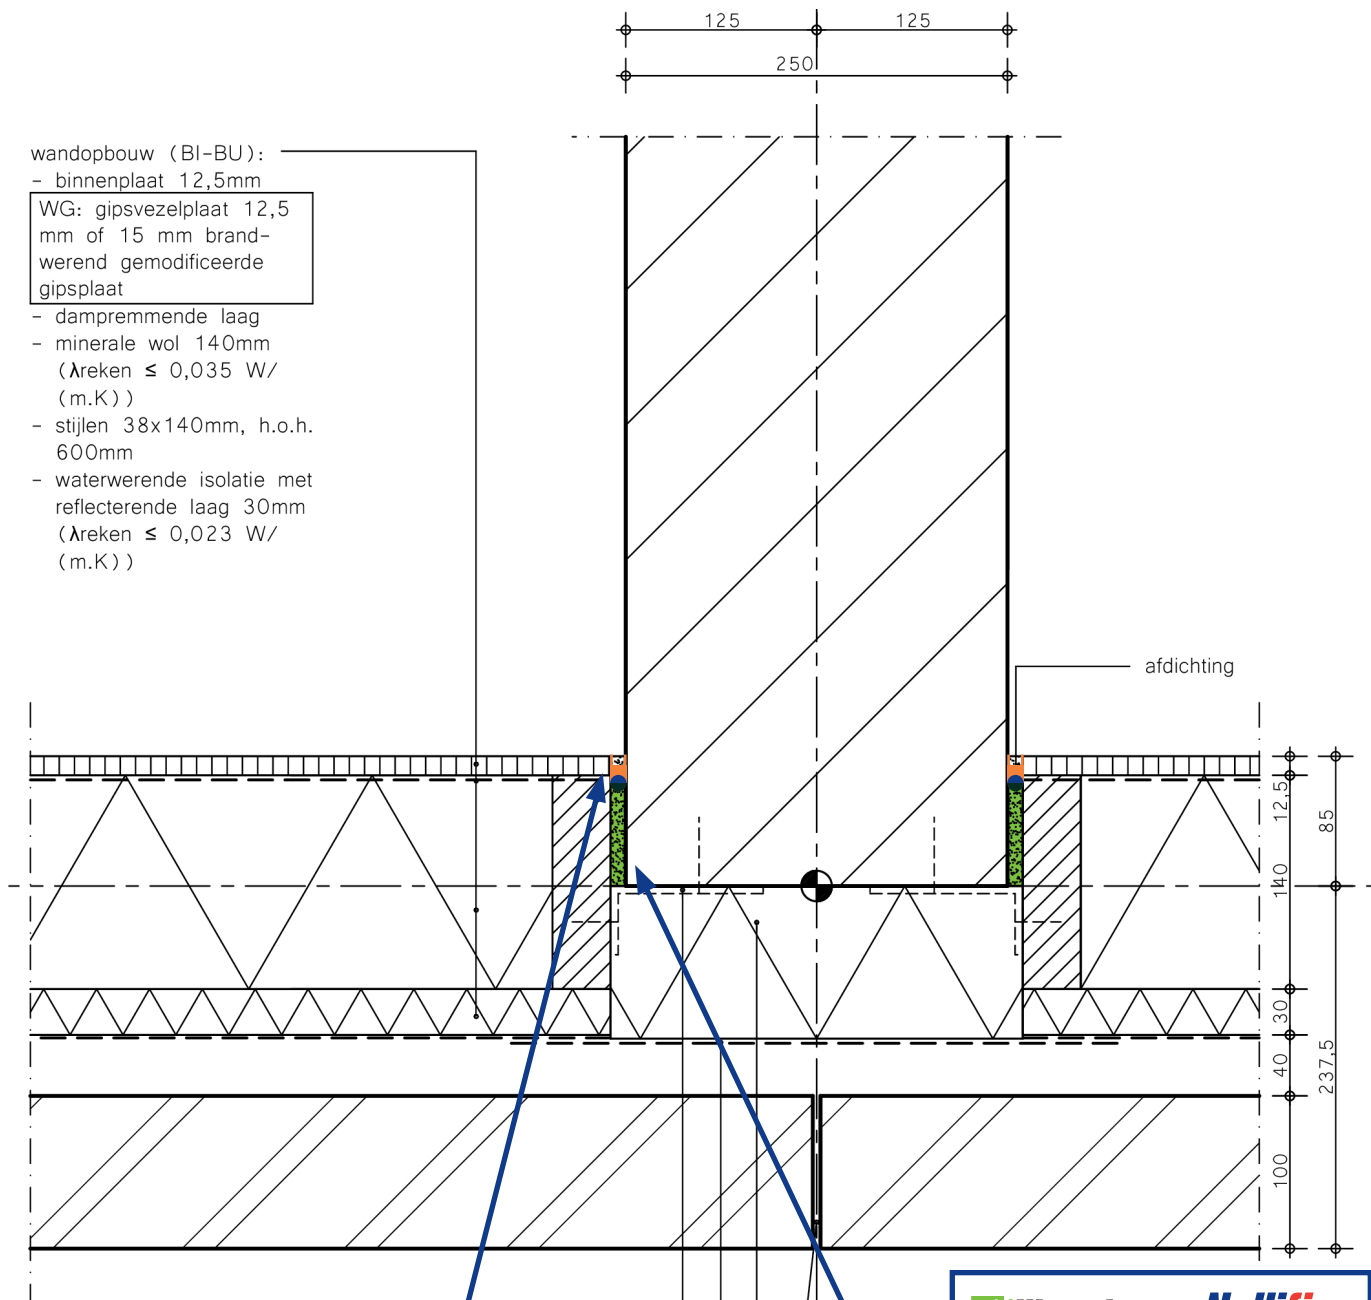 125
125
250
wandopbouw (BI-BU):
- binnenplaat 12,5mm
WG: gipsvezelplaat 12,5
mm of 15 mm brand-
werend gemodificeerde
gipsplaat
- dampremmende laag
- minerale wol 140mm
(λreken ≤ 0,035 W/
(m.K))
- stijlen 38x140mm, h.o.h.
600mm
- waterwerende isolatie met
reflecterende laag 30mm
(λreken ≤ 0,023 W/
(m.K))
afdichting
12,5
85
140
30
40
237,5
100